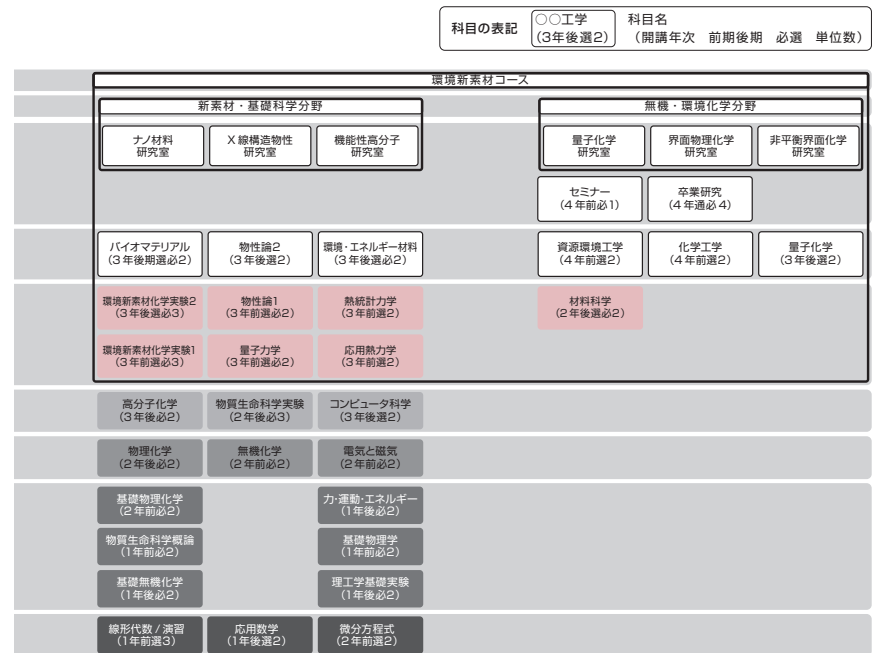 科目の表記
○○工学
(3年後選2)
科目名
(開講年次 前期後期 必選 単位数)
環境新素材コース
新素材・基礎科学分野
無機・環境化学分野
ナノ材料
研究室
X線構造物性
研究室
機能性高分子
研究室
量子化学
研究室
界面物理化学
研究室
非平衡界面化学
研究室
セミナー
(4年前必1)
卒業研究
(4年通必4)
バイオマテリアル
(3年後期選必2)
物性論2
(3年後選2)
環境・エネルギー材料
(3年後選必2)
資源環境工学
(4年前選2)
化学工学
(4年前選2)
量子化学
(3年後選2)
環境新素材化学実験2
(3年後選必3)
物性論1
(3年前選必2)
熱統計力学
(3年前選2)
材料科学
(2年後選必2)
環境新素材化学実験1
(3年前選必3)
量子力学
(3年前選必2)
応用熱力学
(3年前選2)
高分子化学
(3年後必2)
物質生命科学実験
(2年後必3)
コンピュータ科学
(3年後選2)
物理化学
(2年後必2)
無機化学
(2年前必2)
電気と磁気
(2年前必2)
基礎物理化学
(2年前必2)
力・運動・エネルギー
(1年後必2)
物質生命科学概論
(1年前必2)
基礎物理学
(1年前必2)
基礎無機化学
(1年後必2)
理工学基礎実験
(1年後必2)
線形代数/演習
(1年前選3)
応用数学
(1年後選2)
微分方程式
(2年前選2)